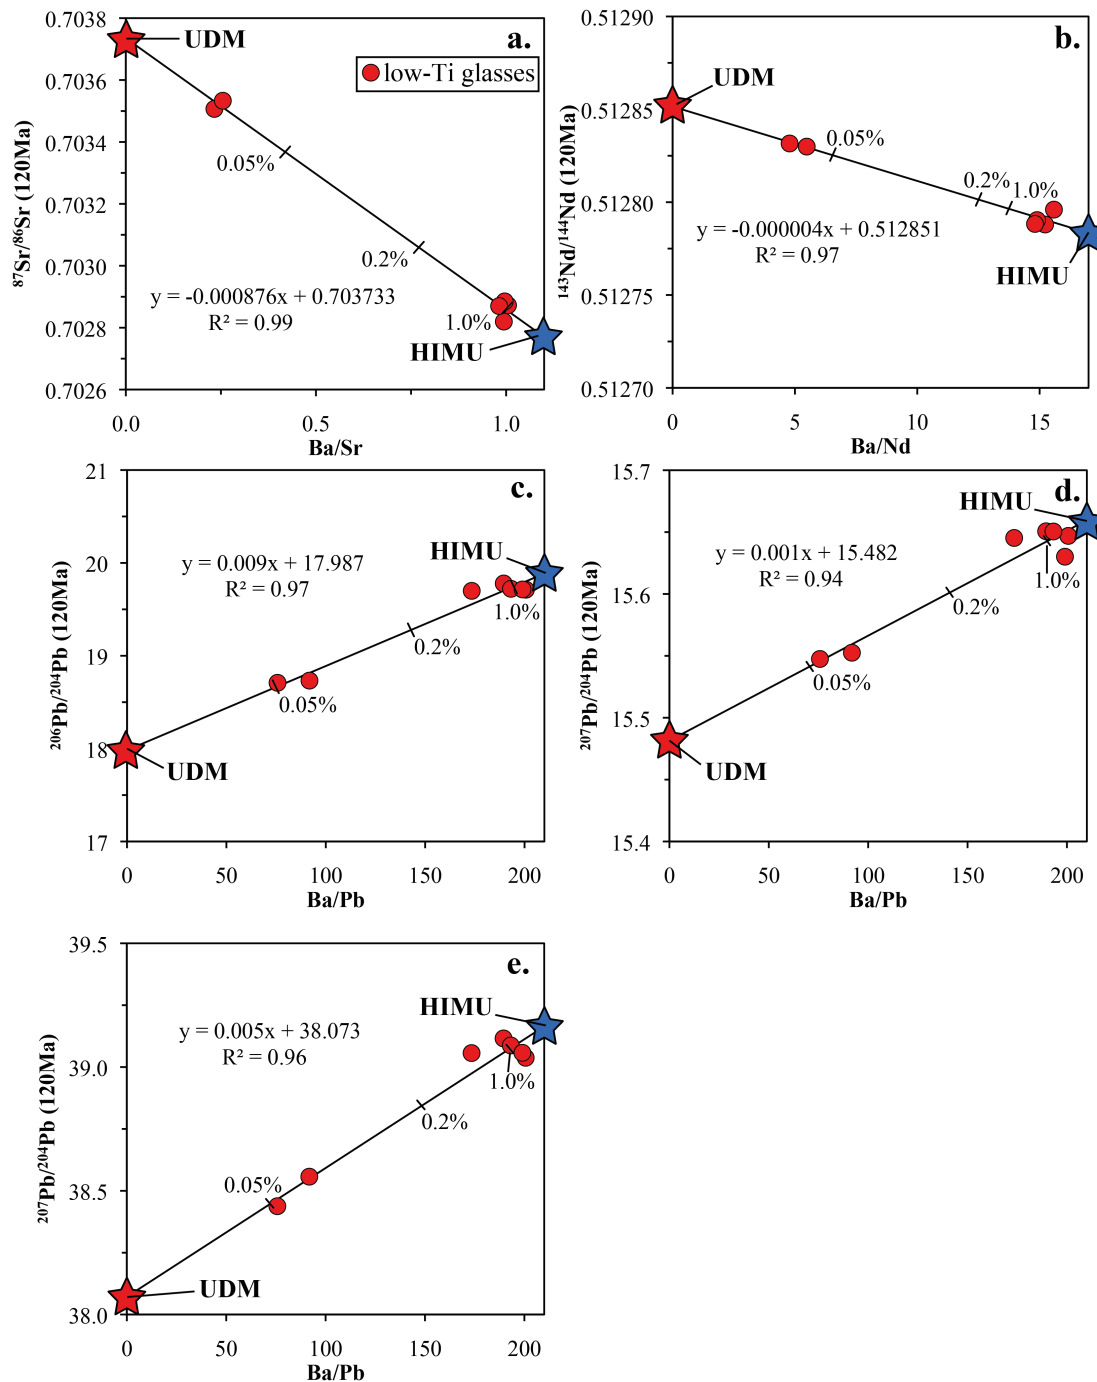 a.
⁸⁷Sr/⁸⁶Sr (120Ma)
0.7038
0.7036
0.7034
0.7032
0.7030
0.7028
0.7026
UDM
low-Ti glasses
0.05%
0.2%
1.0%
y = -0.000876x + 0.703733
R² = 0.99
HIMU
0.0
0.5
1.0
Ba/Sr
b.
¹⁴³Nd/¹⁴⁴Nd (120Ma)
0.51290
0.51285
0.51280
0.51275
0.51270
UDM
0.05%
0.2%
1.0%
y = -0.000004x + 0.512851
R² = 0.97
HIMU
0
5
10
15
Ba/Nd
c.
²⁰⁶Pb/²⁰⁴Pb (120Ma)
21
20
19
18
17
HIMU
y = 0.009x + 17.987
R² = 0.97
1.0%
0.2%
0.05%
UDM
0
50
100
150
200
Ba/Pb
d.
²⁰⁷Pb/²⁰⁴Pb (120Ma)
15.7
15.6
15.5
15.4
HIMU
y = 0.001x + 15.482
R² = 0.94
1.0%
0.2%
0.05%
UDM
0
50
100
150
200
Ba/Pb
e.
²⁰⁷Pb/²⁰⁴Pb (120Ma)
39.5
39.0
38.5
38.0
HIMU
y = 0.005x + 38.073
R² = 0.96
1.0%
0.2%
0.05%
UDM
0
50
100
150
200
Ba/Pb